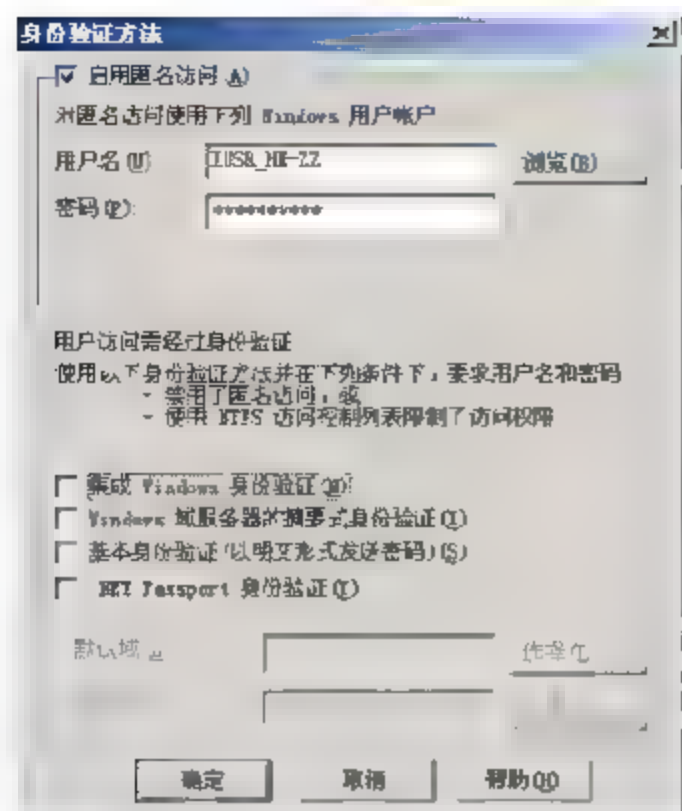 身份验证方法
启用匿名访问(A)
对匿名访问使用下列 Windows 用户帐户
用户名(U)
浏览(B)
密码(P):
**********
用户访问需经过身份验证
使用以下身份验证方法并在下列条件下，要求用户名和密码
- 禁用了匿名访问，或
- 使用 NTFS 访问控制列表限制了访问权限
集成 Windows 身份验证(N)
Windows 域服务器的摘要式身份验证(I)
基本身份验证(以明文形式发送密码)(S)
.NET Passport 身份验证(T)
默认域
确定
取消
帮助(H)